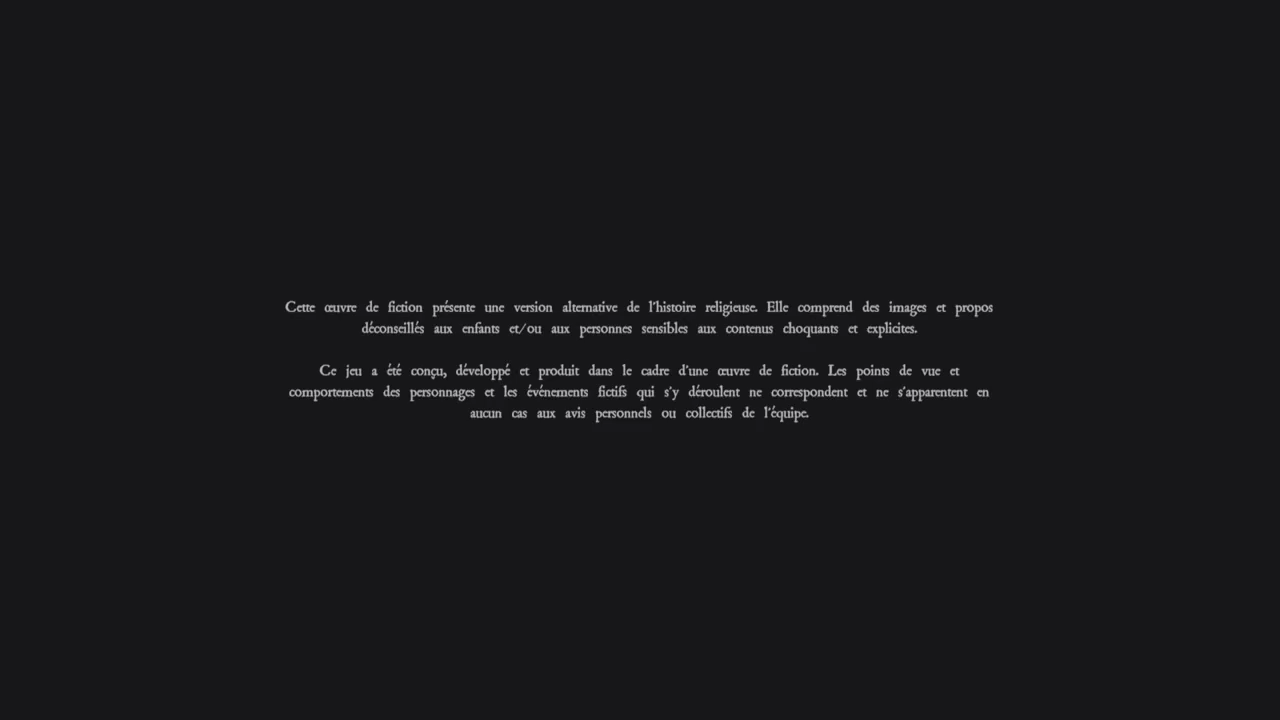 Cette œuvre de fiction présente une version alternative de l'histoire religieuse. Elle comprend des images et propos
déconseillés aux enfants et/ou aux personnes sensibles aux contenus choquants et explicites.
Ce jeu a été conçu, développé et produit dans le cadre d'une œuvre de fiction. Les points de vue et
comportements des personnages et les événements fictifs qui s'y déroulent ne correspondent et ne s'apparentent en
aucun cas aux avis personnels ou collectifs de l'équipe.